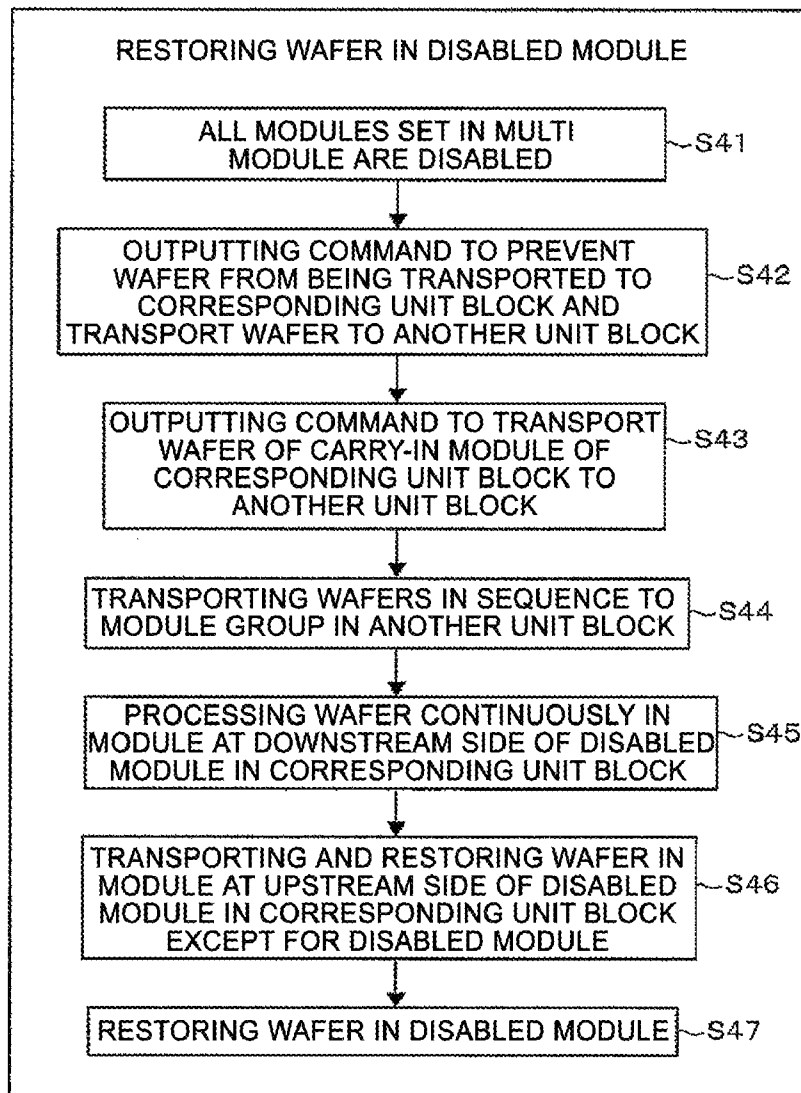 RESTORING WAFER IN DISABLED MODULE
ALL MODULES SET IN MULTI
MODULE ARE DISABLED
S41
OUTPUTTING COMMAND TO PREVENT
WAFER FROM BEING TRANSPORTED TO
CORRESPONDING UNIT BLOCK AND
TRANSPORT WAFER TO ANOTHER UNIT BLOCK
S42
OUTPUTTING COMMAND TO TRANSPORT
WAFER OF CARRY-IN MODULE OF
CORRESPONDING UNIT BLOCK TO
ANOTHER UNIT BLOCK
S43
TRANSPORTING WAFERS IN SEQUENCE TO
MODULE GROUP IN ANOTHER UNIT BLOCK
S44
PROCESSING WAFER CONTINUOUSLY IN
MODULE AT DOWNSTREAM SIDE OF DISABLED
MODULE IN CORRESPONDING UNIT BLOCK
S45
TRANSPORTING AND RESTORING WAFER IN
MODULE AT UPSTREAM SIDE OF DISABLED
MODULE IN CORRESPONDING UNIT BLOCK
EXCEPT FOR DISABLED MODULE
S46
RESTORING WAFER IN DISABLED MODULE
S47